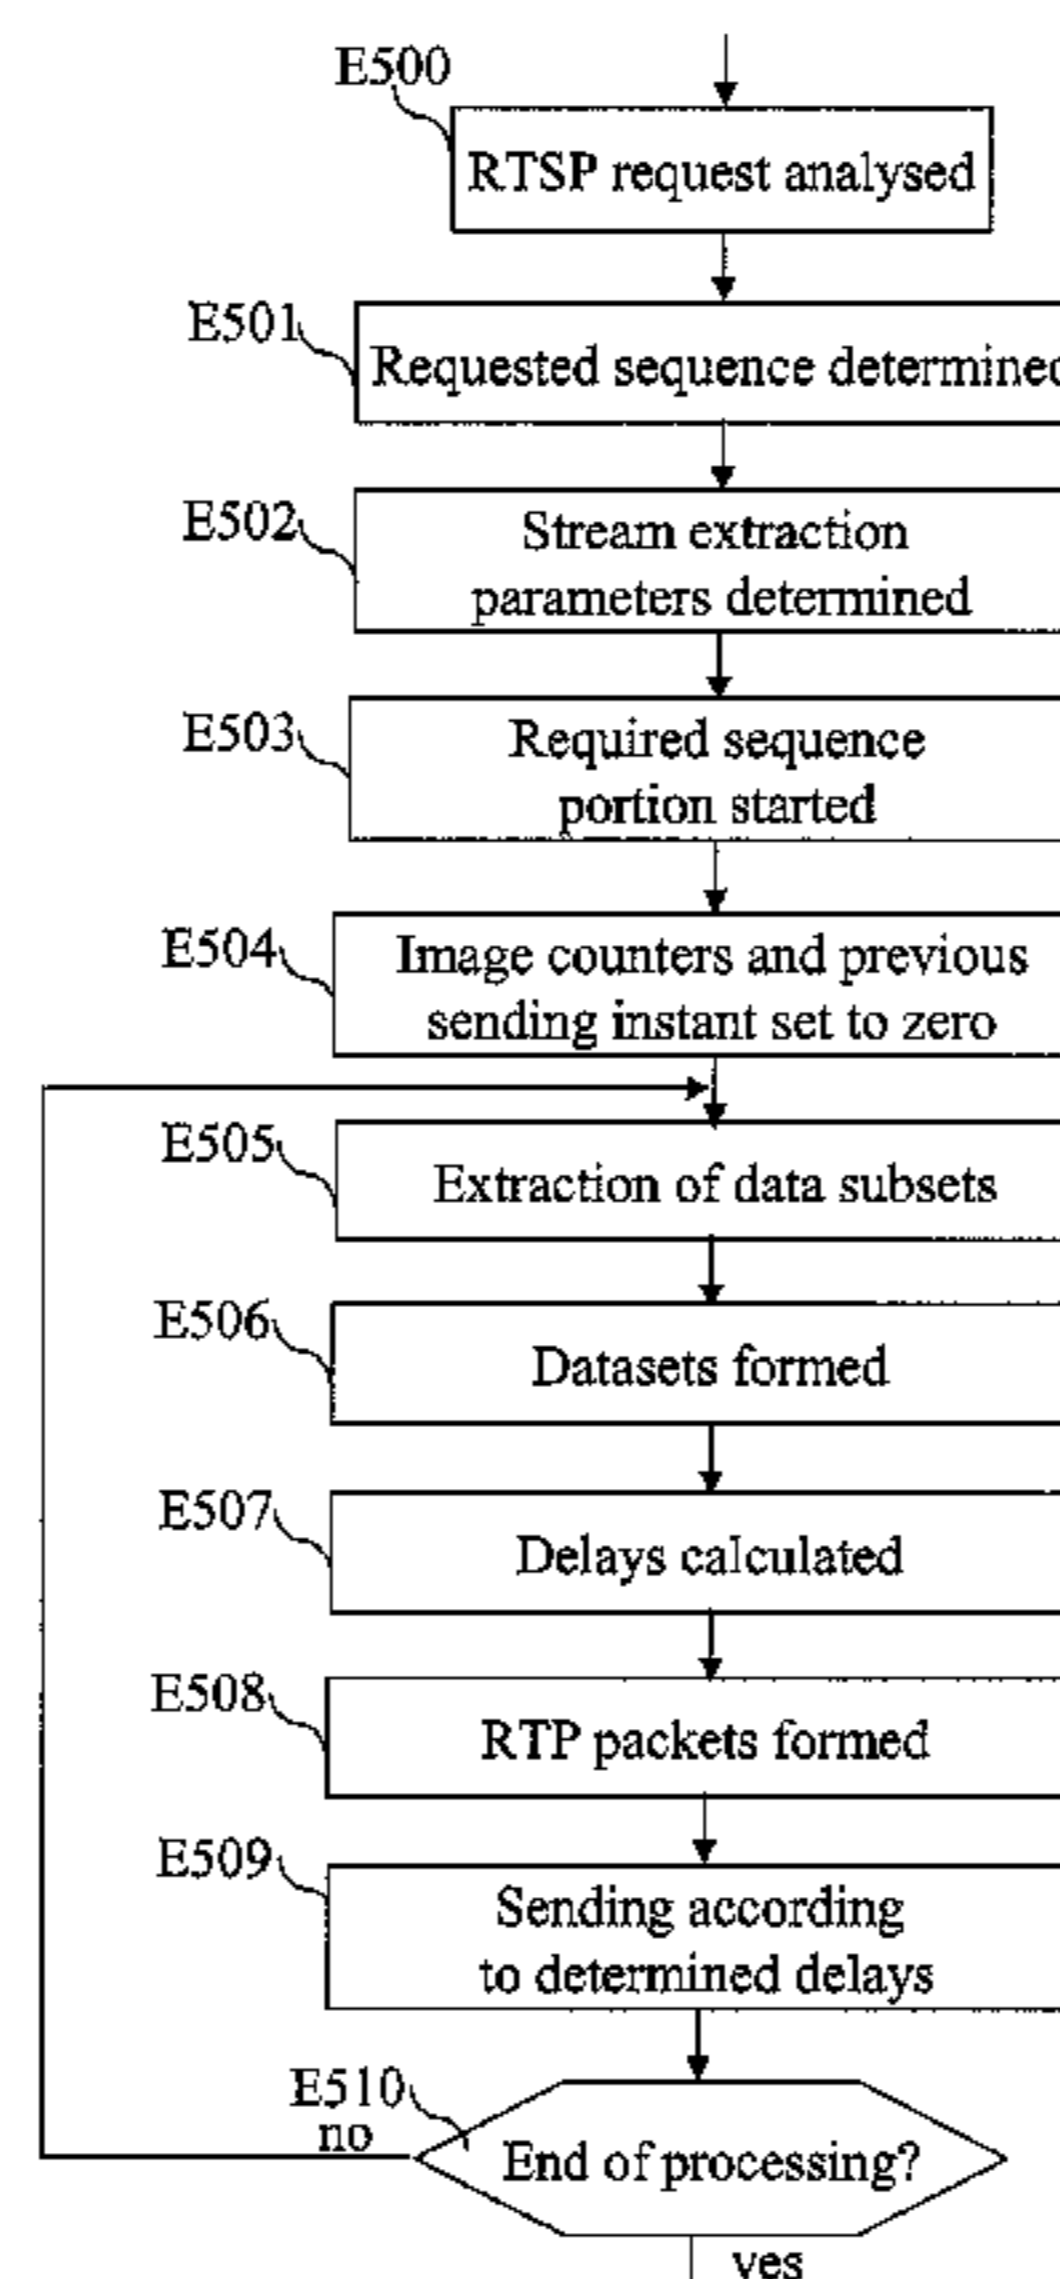 E500
RTSP request analysed
E501
Requested sequence determined
E502
Stream extraction
parameters determined
E503
Required sequence
portion started
E504
Image counters and previous
sending instant set to zero
E505
Extraction of data subsets
E506
Datasets formed
E507
Delays calculated
E508
RTP packets formed
E509
Sending according
to determined delays
E510
no
End of processing?
yes